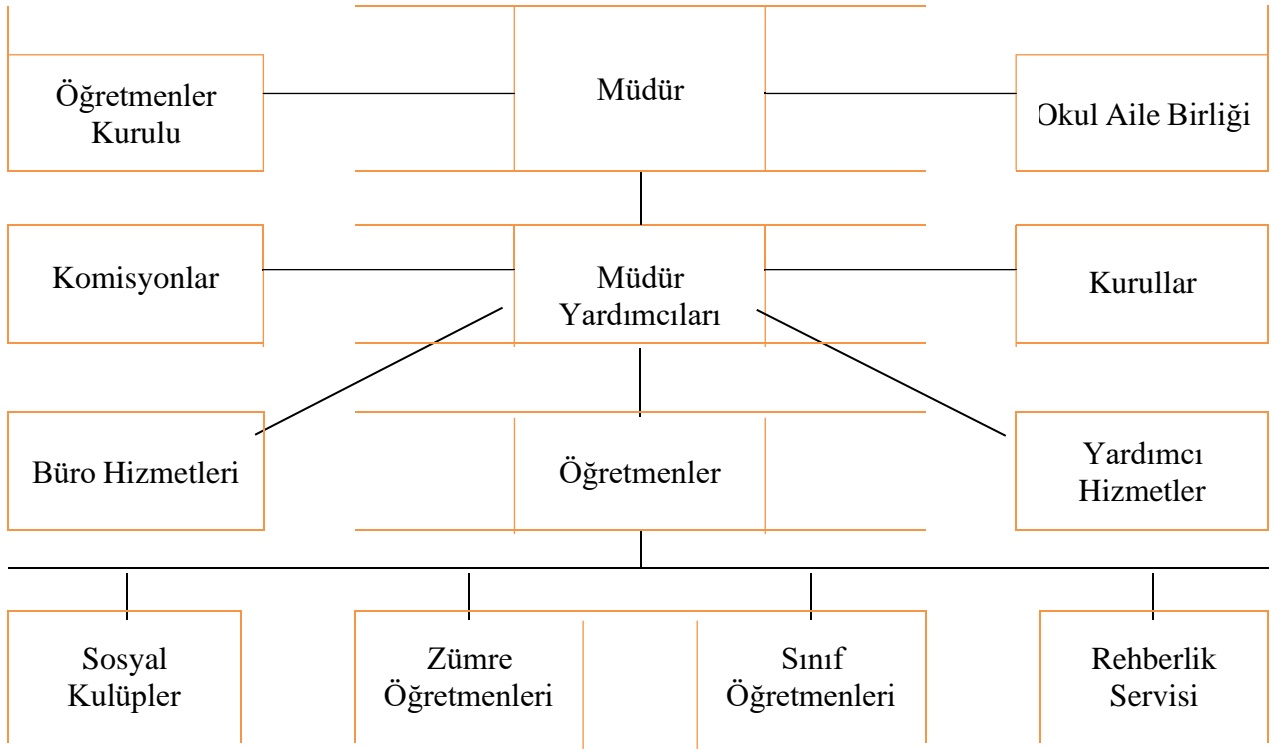 Öğretmenler
Kurulu
Müdür
Okul Aile Birliği
Komisyonlar
Müdür
Yardımcıları
Kurullar
Büro Hizmetleri
Öğretmenler
Yardımcı
Hizmetler
Sosyal
Kulüpler
Zümre
Öğretmenleri
Sınıf
Öğretmenleri
Rehberlik
Servisi